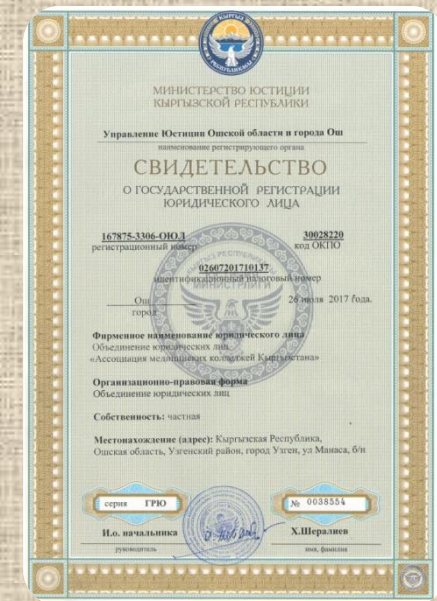 МИНИСТЕРСТВО ЮСТИЦИИ
КЫРГЫЗСКОЙ РЕСПУБЛИКИ
Управление Юстиции Ошской области и города Ош
наименование регистрирующего органа
СВИДЕТЕЛЬСТВО
О ГОСУДАРСТВЕННОЙ РЕГИСТРАЦИИ
ЮРИДИЧЕСКОГО ЛИЦА
167875-3306-ОЮЛ 30028220
регистрационный номер код ОКПО
02607201710137
идентификационный налоговый номер
Ош 26 июля 2017 года.
город
Фирменное наименование юридического лица
Объединение юридических лиц
«Ассоциация медицинских колледжей Кыргызстана»
Организационно-правовая форма
Объединение юридических лиц
Собственность: частная
Местонахождение (адрес): Кыргызская Республика,
Ошская область, Узгенский район, город Узген, ул Манаса, б/н
серия ГРЮ № 0038554
И.о. начальника Х.Шералиев
руководитель имя, фамилия